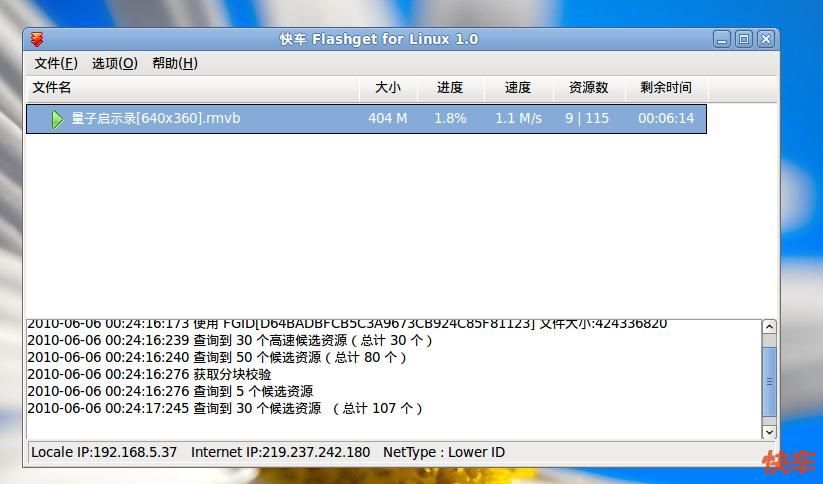 快车 Flashget for Linux 1.0
文件(F) 选项(O) 帮助(H)
文件名 大小 进度 速度 资源数 剩余时间
量子启示录[640x360].rmvb 404 M 1.8% 1.1 M/s 9 | 115 00:06:14
2010-06-06 00:24:16:173 使用 FGID[D64BADBFCB5C3A9673CB924C85F81123] 文件大小:424336820
2010-06-06 00:24:16:239 查询到 30 个高速候选资源 ( 总计 30 个 )
2010-06-06 00:24:16:240 查询到 50 个候选资源 ( 总计 80 个 )
2010-06-06 00:24:16:276 获取分块校验
2010-06-06 00:24:16:276 查询到 5 个候选资源
2010-06-06 00:24:17:245 查询到 30 个候选资源 ( 总计 107 个 )
Locale IP:192.168.5.37 Internet IP:219.237.242.180 NetType : Lower ID
快车